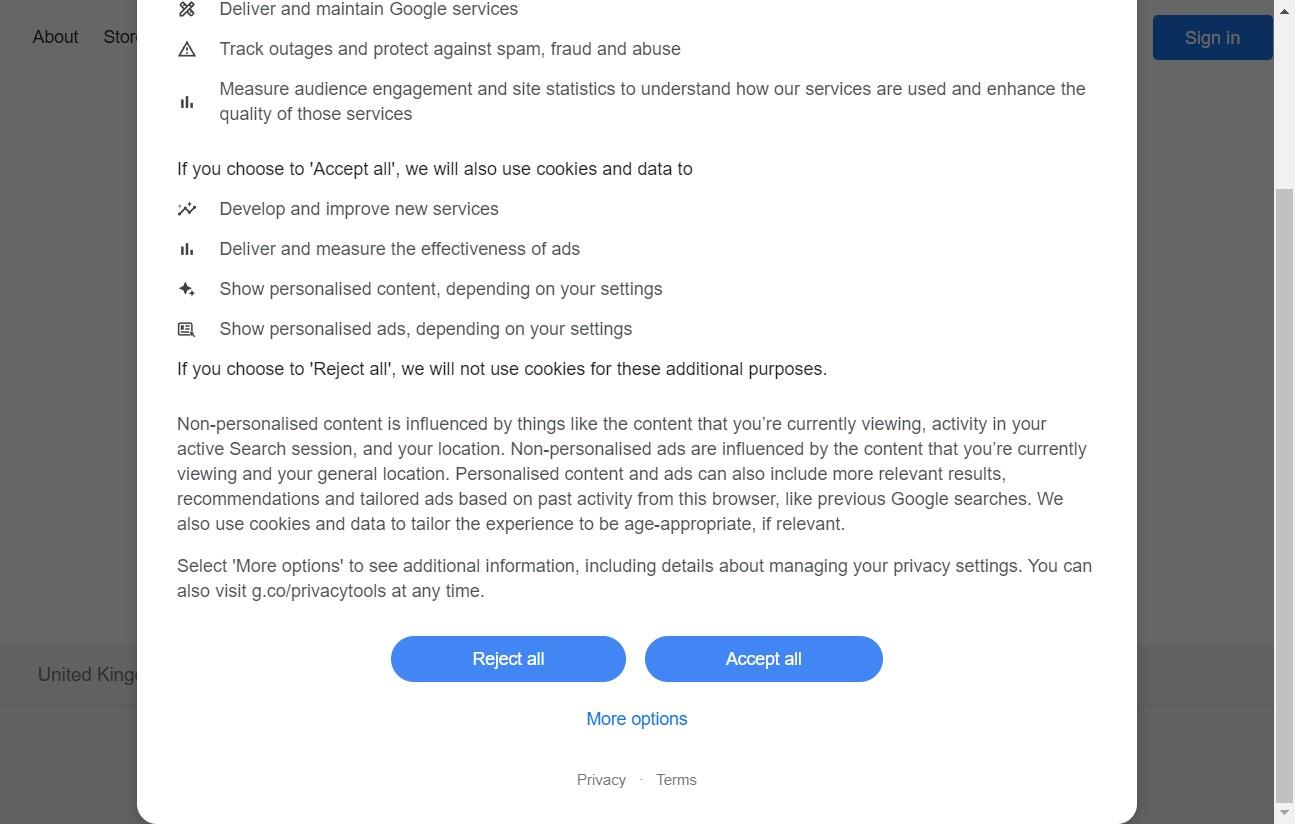 Deliver and maintain Google services
About Store
Sign in
Track outages and protect against spam, fraud and abuse
Measure audience engagement and site statistics to understand how our services are used and enhance the
quality of those services
If you choose to 'Accept all', we will also use cookies and data to
Develop and improve new services
Deliver and measure the effectiveness of ads
Show personalised content, depending on your settings
Show personalised ads, depending on your settings
If you choose to 'Reject all', we will not use cookies for these additional purposes.
Non-personalised content is influenced by things like the content that you’re currently viewing, activity in your
active Search session, and your location. Non-personalised ads are influenced by the content that you’re currently
viewing and your general location. Personalised content and ads can also include more relevant results,
recommendations and tailored ads based on past activity from this browser, like previous Google searches. We
also use cookies and data to tailor the experience to be age-appropriate, if relevant.
Select 'More options' to see additional information, including details about managing your privacy settings. You can
also visit g.co/privacytools at any time.
Reject all Accept all
United King
More options
Privacy · Terms